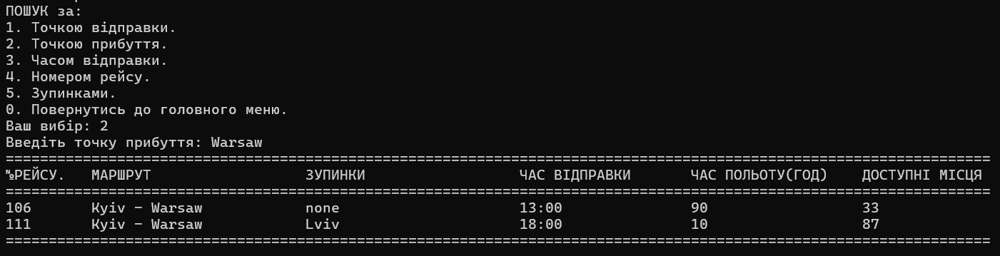 ПОШУК за:
1. Точкою відправки.
2. Точкою прибуття.
3. Часом відправки.
4. Номером рейсу.
5. Зупинками.
0. Повернутись до головного меню.
Ваш вибір: 2
Введіть точку прибуття: Warsaw
===================================================================================================================
№РЕЙСУ.   МАРШРУТ                  ЗУПИНКИ                  ЧАС ВІДПРАВКИ       ЧАС ПОЛЬОТУ(ГОД)    ДОСТУПНІ МІСЦЯ
===================================================================================================================
106       Kyiv - Warsaw            none                     13:00               90                  33
111       Kyiv - Warsaw            Lviv                     18:00               10                  87
===================================================================================================================